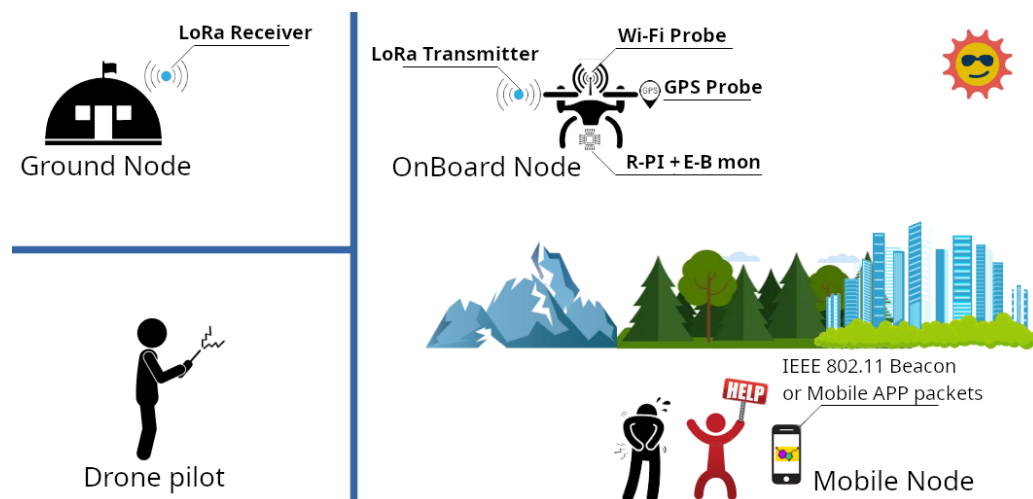 LoRa Receiver
Ground Node
LoRa Transmitter
Wi-Fi Probe
GPS
GPS Probe
R-PI + E-B mon
OnBoard Node
Drone pilot
HELP
IEEE 802.11 Beacon
or Mobile APP packets
Mobile Node